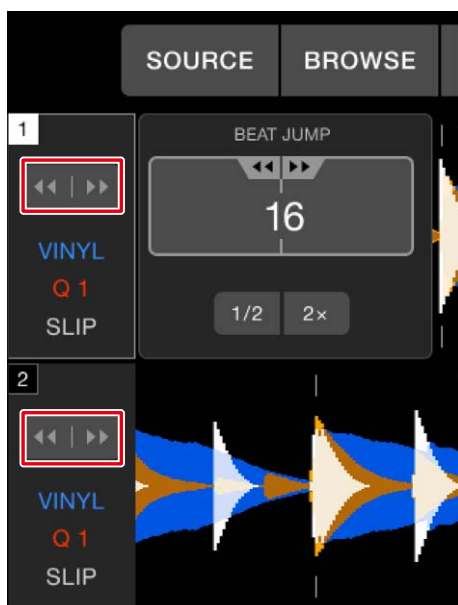 SOURCE BROWSE
1
BEAT JUMP
16
1/2 2×
VINYL
Q 1
SLIP
2
VINYL
Q 1
SLIP